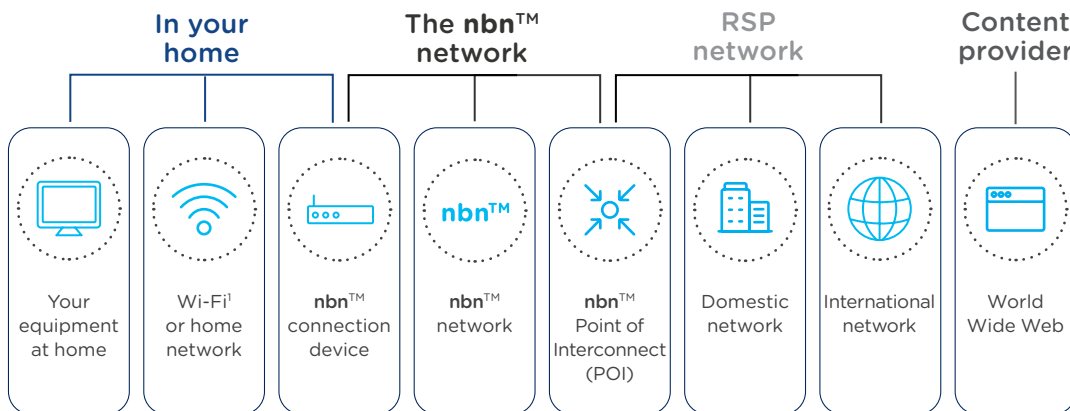 In your
home
The nbn™
network
RSP
network
Content
provider
nbn™
Your
equipment
at home
Wi-Fi¹
or home
network
nbn™
connection
device
nbn™
network
nbn™
Point of
Interconnect
(POI)
Domestic
network
International
network
World
Wide Web